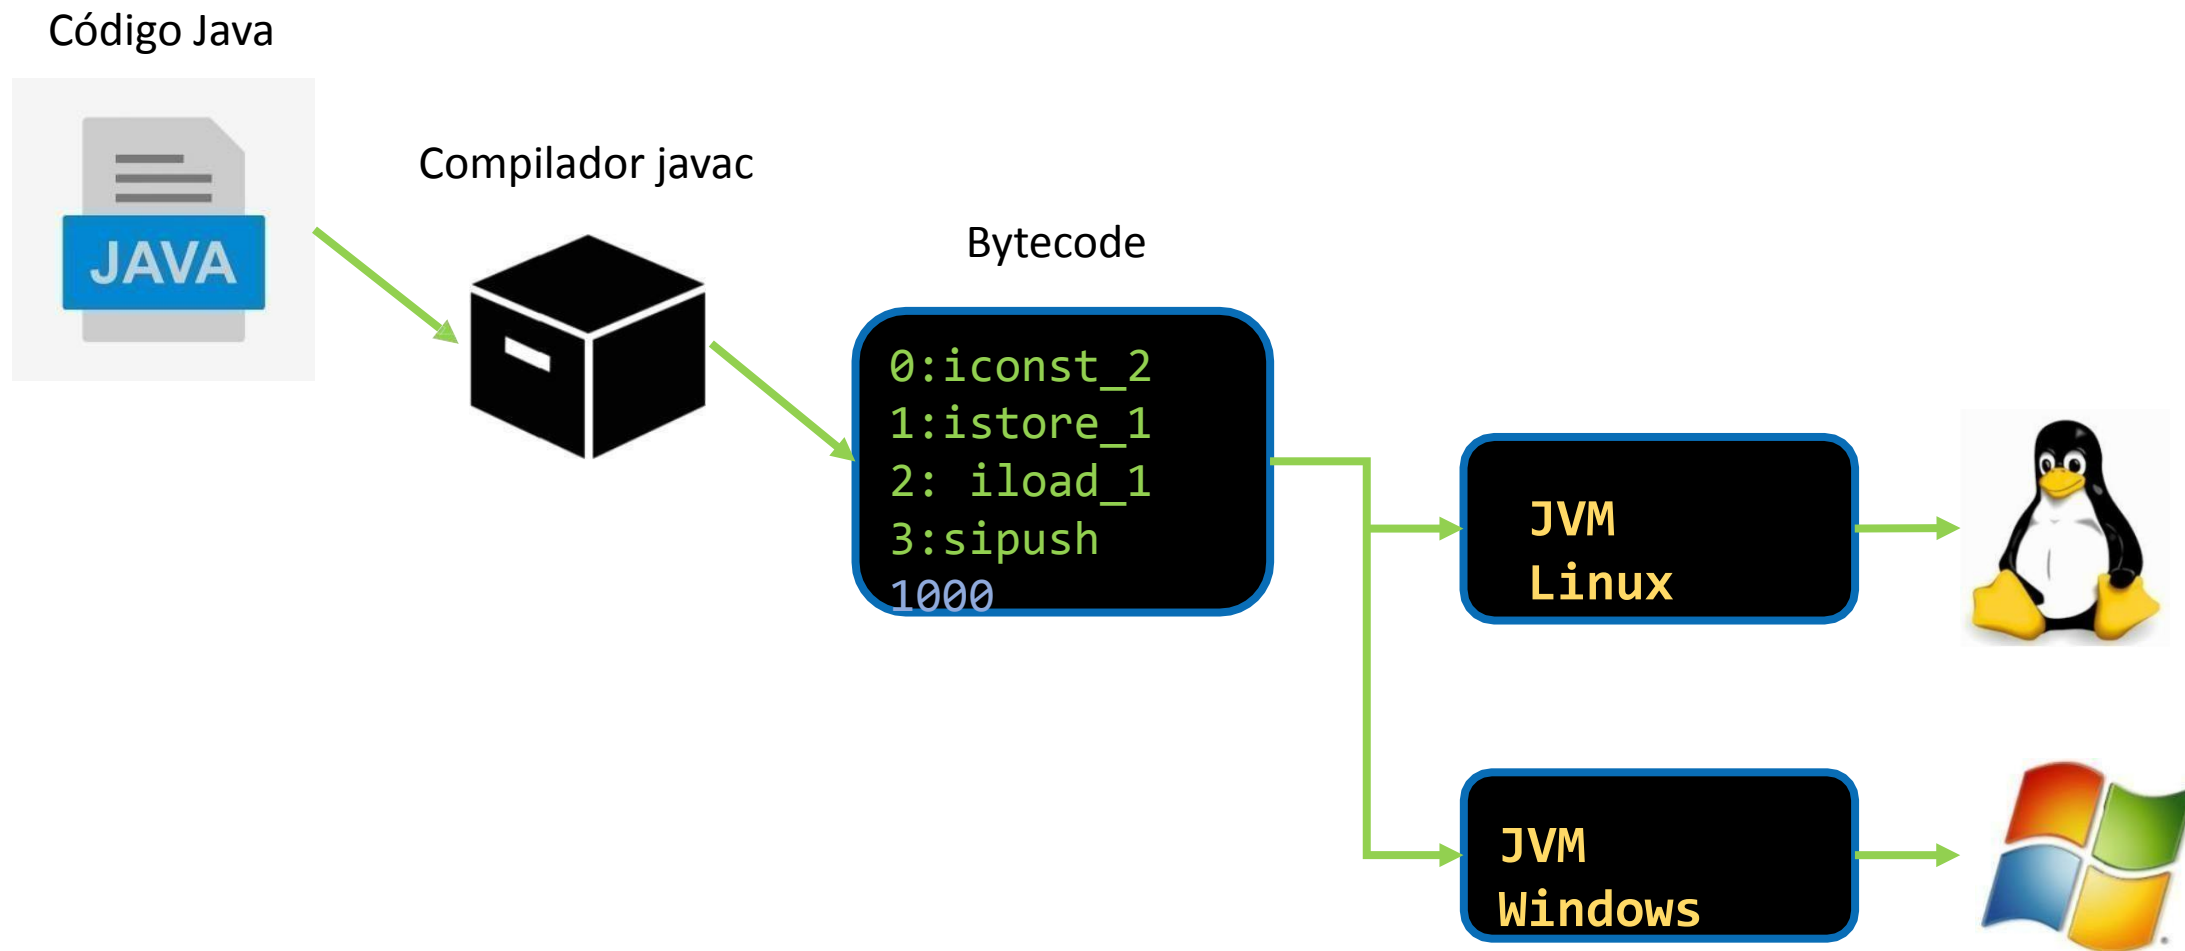 Código Java
JAVA
Compilador javac
Bytecode
0:iconst_2
1:istore_1
2: iload_1
3:sipush
1000
JVM
Linux
JVM
Windows